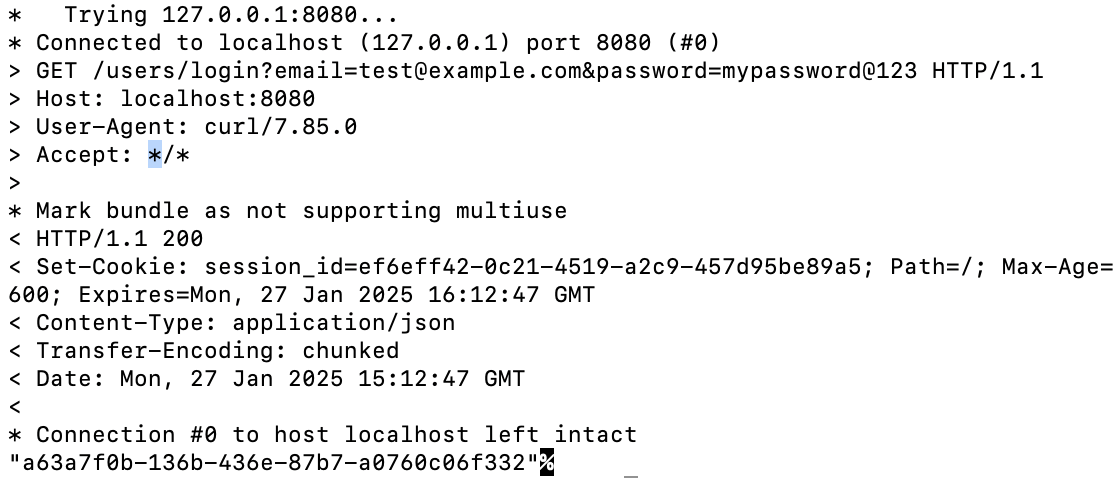 *   Trying 127.0.0.1:8080...
* Connected to localhost (127.0.0.1) port 8080 (#0)
> GET /users/login?email=test@example.com&password=mypassword@123 HTTP/1.1
> Host: localhost:8080
> User-Agent: curl/7.85.0
> Accept: */*
>
* Mark bundle as not supporting multiuse
< HTTP/1.1 200
< Set-Cookie: session_id=ef6eff42-0c21-4519-a2c9-457d95be89a5; Path=/; Max-Age=
600; Expires=Mon, 27 Jan 2025 16:12:47 GMT
< Content-Type: application/json
< Transfer-Encoding: chunked
< Date: Mon, 27 Jan 2025 15:12:47 GMT
<
* Connection #0 to host localhost left intact
"a63a7f0b-136b-436e-87b7-a0760c06f332"%